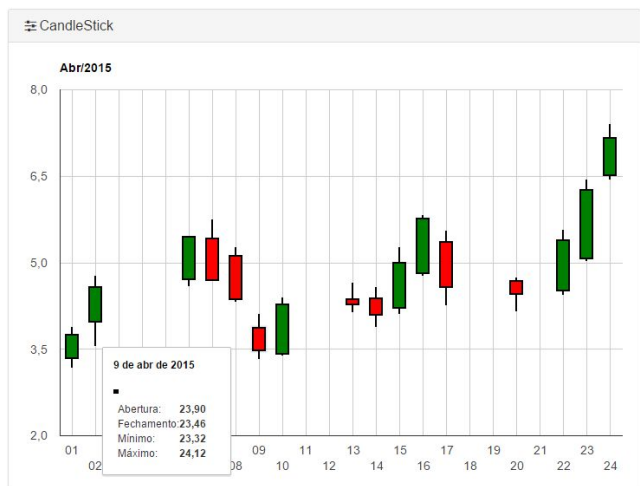 CandleStick
Abr/2015
8,0
6,5
5,0
3,5
2,0
9 de abr de 2015
Abertura: 23,90
Fechamento: 23,46
Mínimo: 23,32
Máximo: 24,12
01 09 11 13 15 17 19 21 23
02 08 10 12 14 16 18 20 22 24